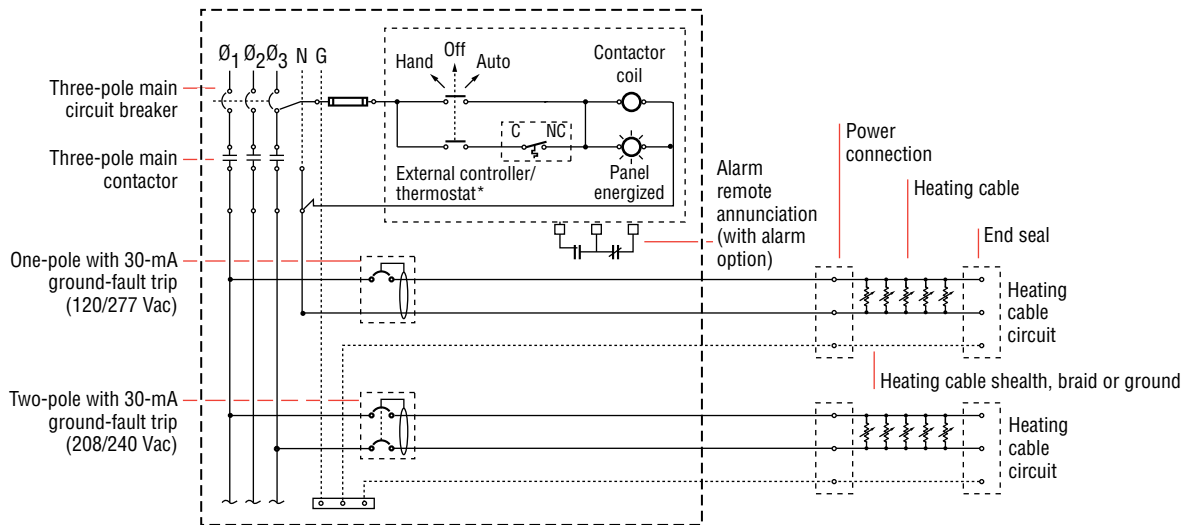 Ø1 Ø2 Ø3 N G
Hand
Off
Auto
Contactor
coil
Three-pole main
circuit breaker
C NC
Three-pole main
contactor
External controller/
thermostat*
Panel
energized
Alarm
remote
annunciation
(with alarm
option)
Power
connection
Heating cable
End seal
One-pole with 30-mA
ground-fault trip
(120/277 Vac)
Heating
cable
circuit
Heating cable shealth, braid or ground
Two-pole with 30-mA
ground-fault trip
(208/240 Vac)
Heating
cable
circuit